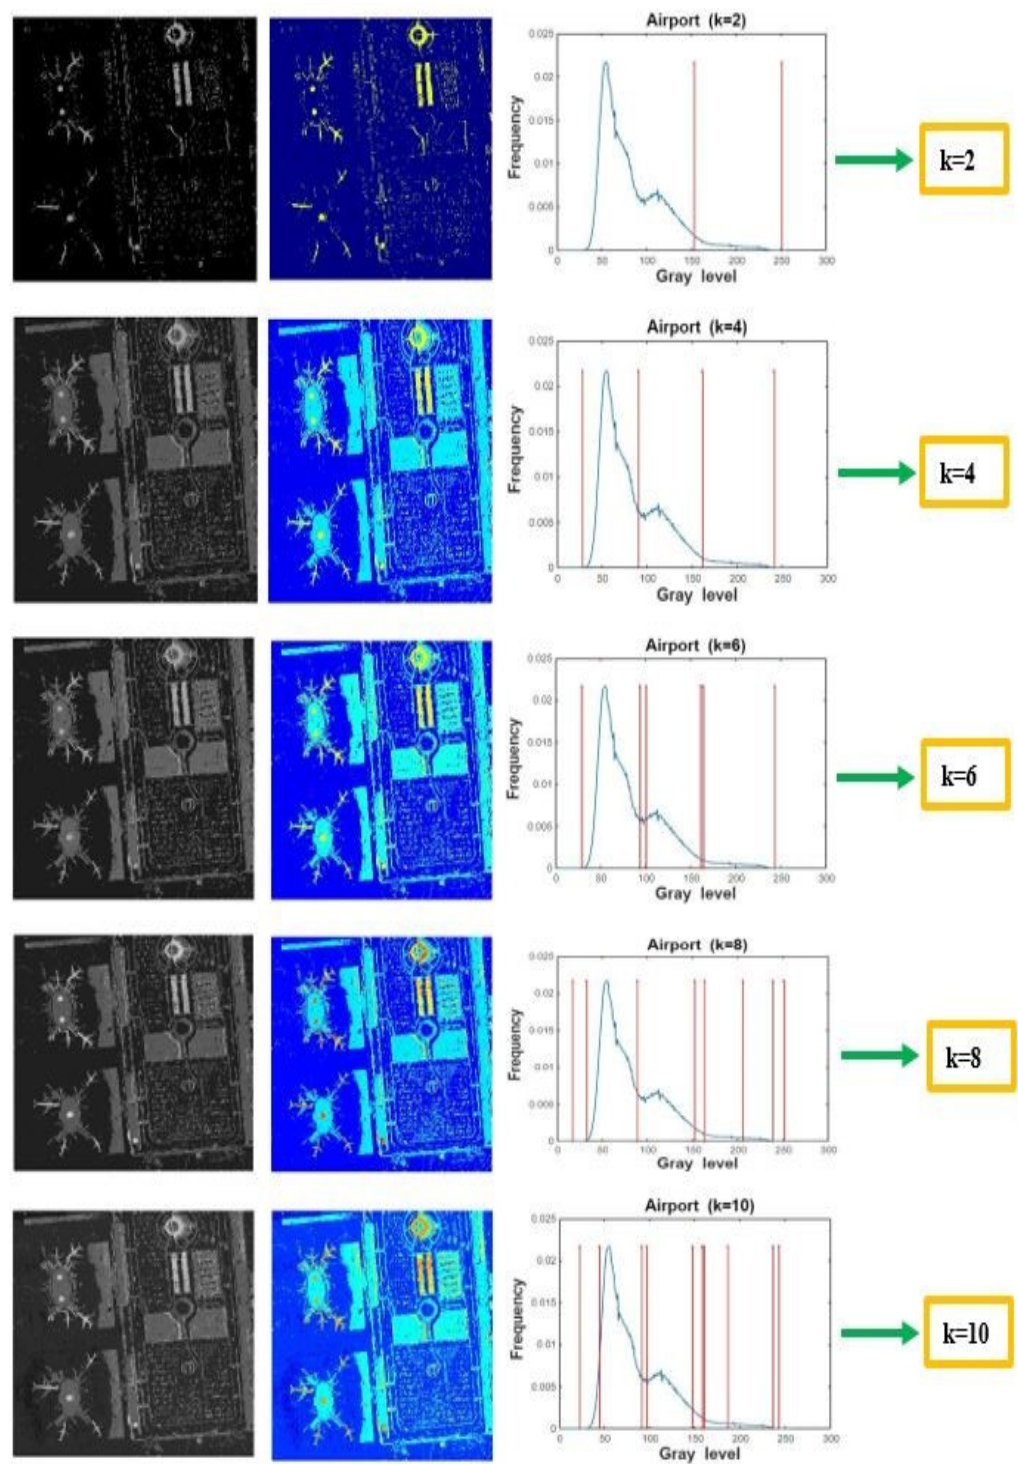 Airport (k=2)
0.025
0.02
0.015
0.01
0.005
0
Frequency
0 50 100 150 200 250 300
Gray level
k=2
Airport (k=4)
0.025
0.02
0.015
0.01
0.005
0
Frequency
0 50 100 150 200 250 300
Gray level
k=4
Airport (k=6)
0.025
0.02
0.015
0.01
0.005
0
Frequency
0 50 100 150 200 250 300
Gray level
k=6
Airport (k=8)
0.025
0.02
0.015
0.01
0.005
0
Frequency
0 50 100 150 200 250 300
Gray level
k=8
Airport (k=10)
0.025
0.02
0.015
0.01
0.005
0
Frequency
0 50 100 150 200 250 300
Gray level
k=10